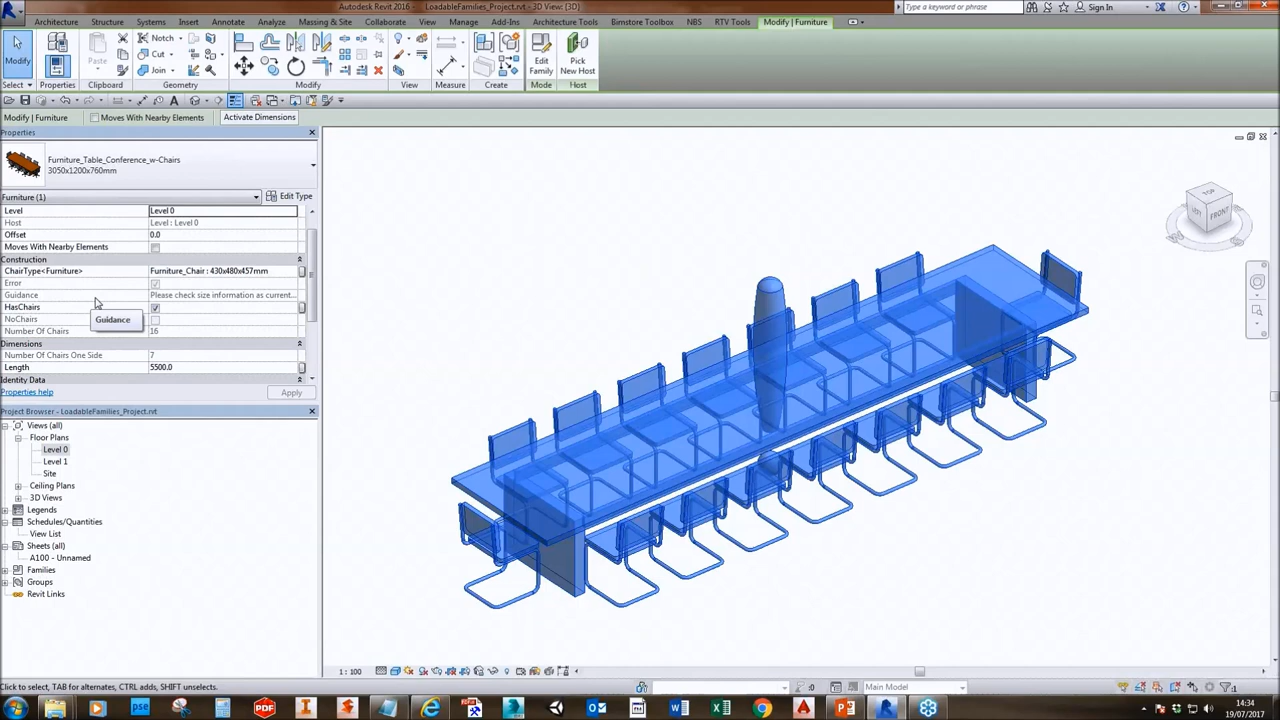 Autodesk Revit 2016 - LoadableFamilies_Project.rvt - 3D View: {3D}
Type a keyword or phrase
Sign In
Architecture Structure Systems Insert Annotate Analyze Massing & Site Collaborate View Manage Add-Ins Architecture Tools Bimstore Toolbox NBS RTV Tools Modify | Furniture
Modify
Paste
Notch
Cut
Join
Edit Family
Pick New Host
Select Properties Clipboard Geometry Modify View Measure Create Mode Host
Modify | Furniture Moves With Nearby Elements Activate Dimensions
Properties
Furniture_Table_Conference_w-Chairs
3050x1200x760mm
Furniture (1) Edit Type
Level Level 0
Host Level : Level 0
Offset 0.0
Moves With Nearby Elements
Construction
ChairType<Furniture> Furniture_Chair : 430x480x457mm
Error
Guidance Please check size information as current...
HasChairs
Guidance
NoChairs
Number Of Chairs 16
Dimensions
Number Of Chairs One Side 7
Length 5500.0
Identity Data
Properties help Apply
Project Browser - LoadableFamilies_Project.rvt
Views (all)
Floor Plans
Level 0
Level 1
Site
Ceiling Plans
3D Views
Legends
Schedules/Quantities
View List
Sheets (all)
A100 - Unnamed
Families
Groups
Revit Links
TOP
LEFT
FRONT
1 : 100
Click to select, TAB for alternates, CTRL adds, SHIFT unselects.
:0
Main Model
:1
pse
PDF
14:34
19/07/2017